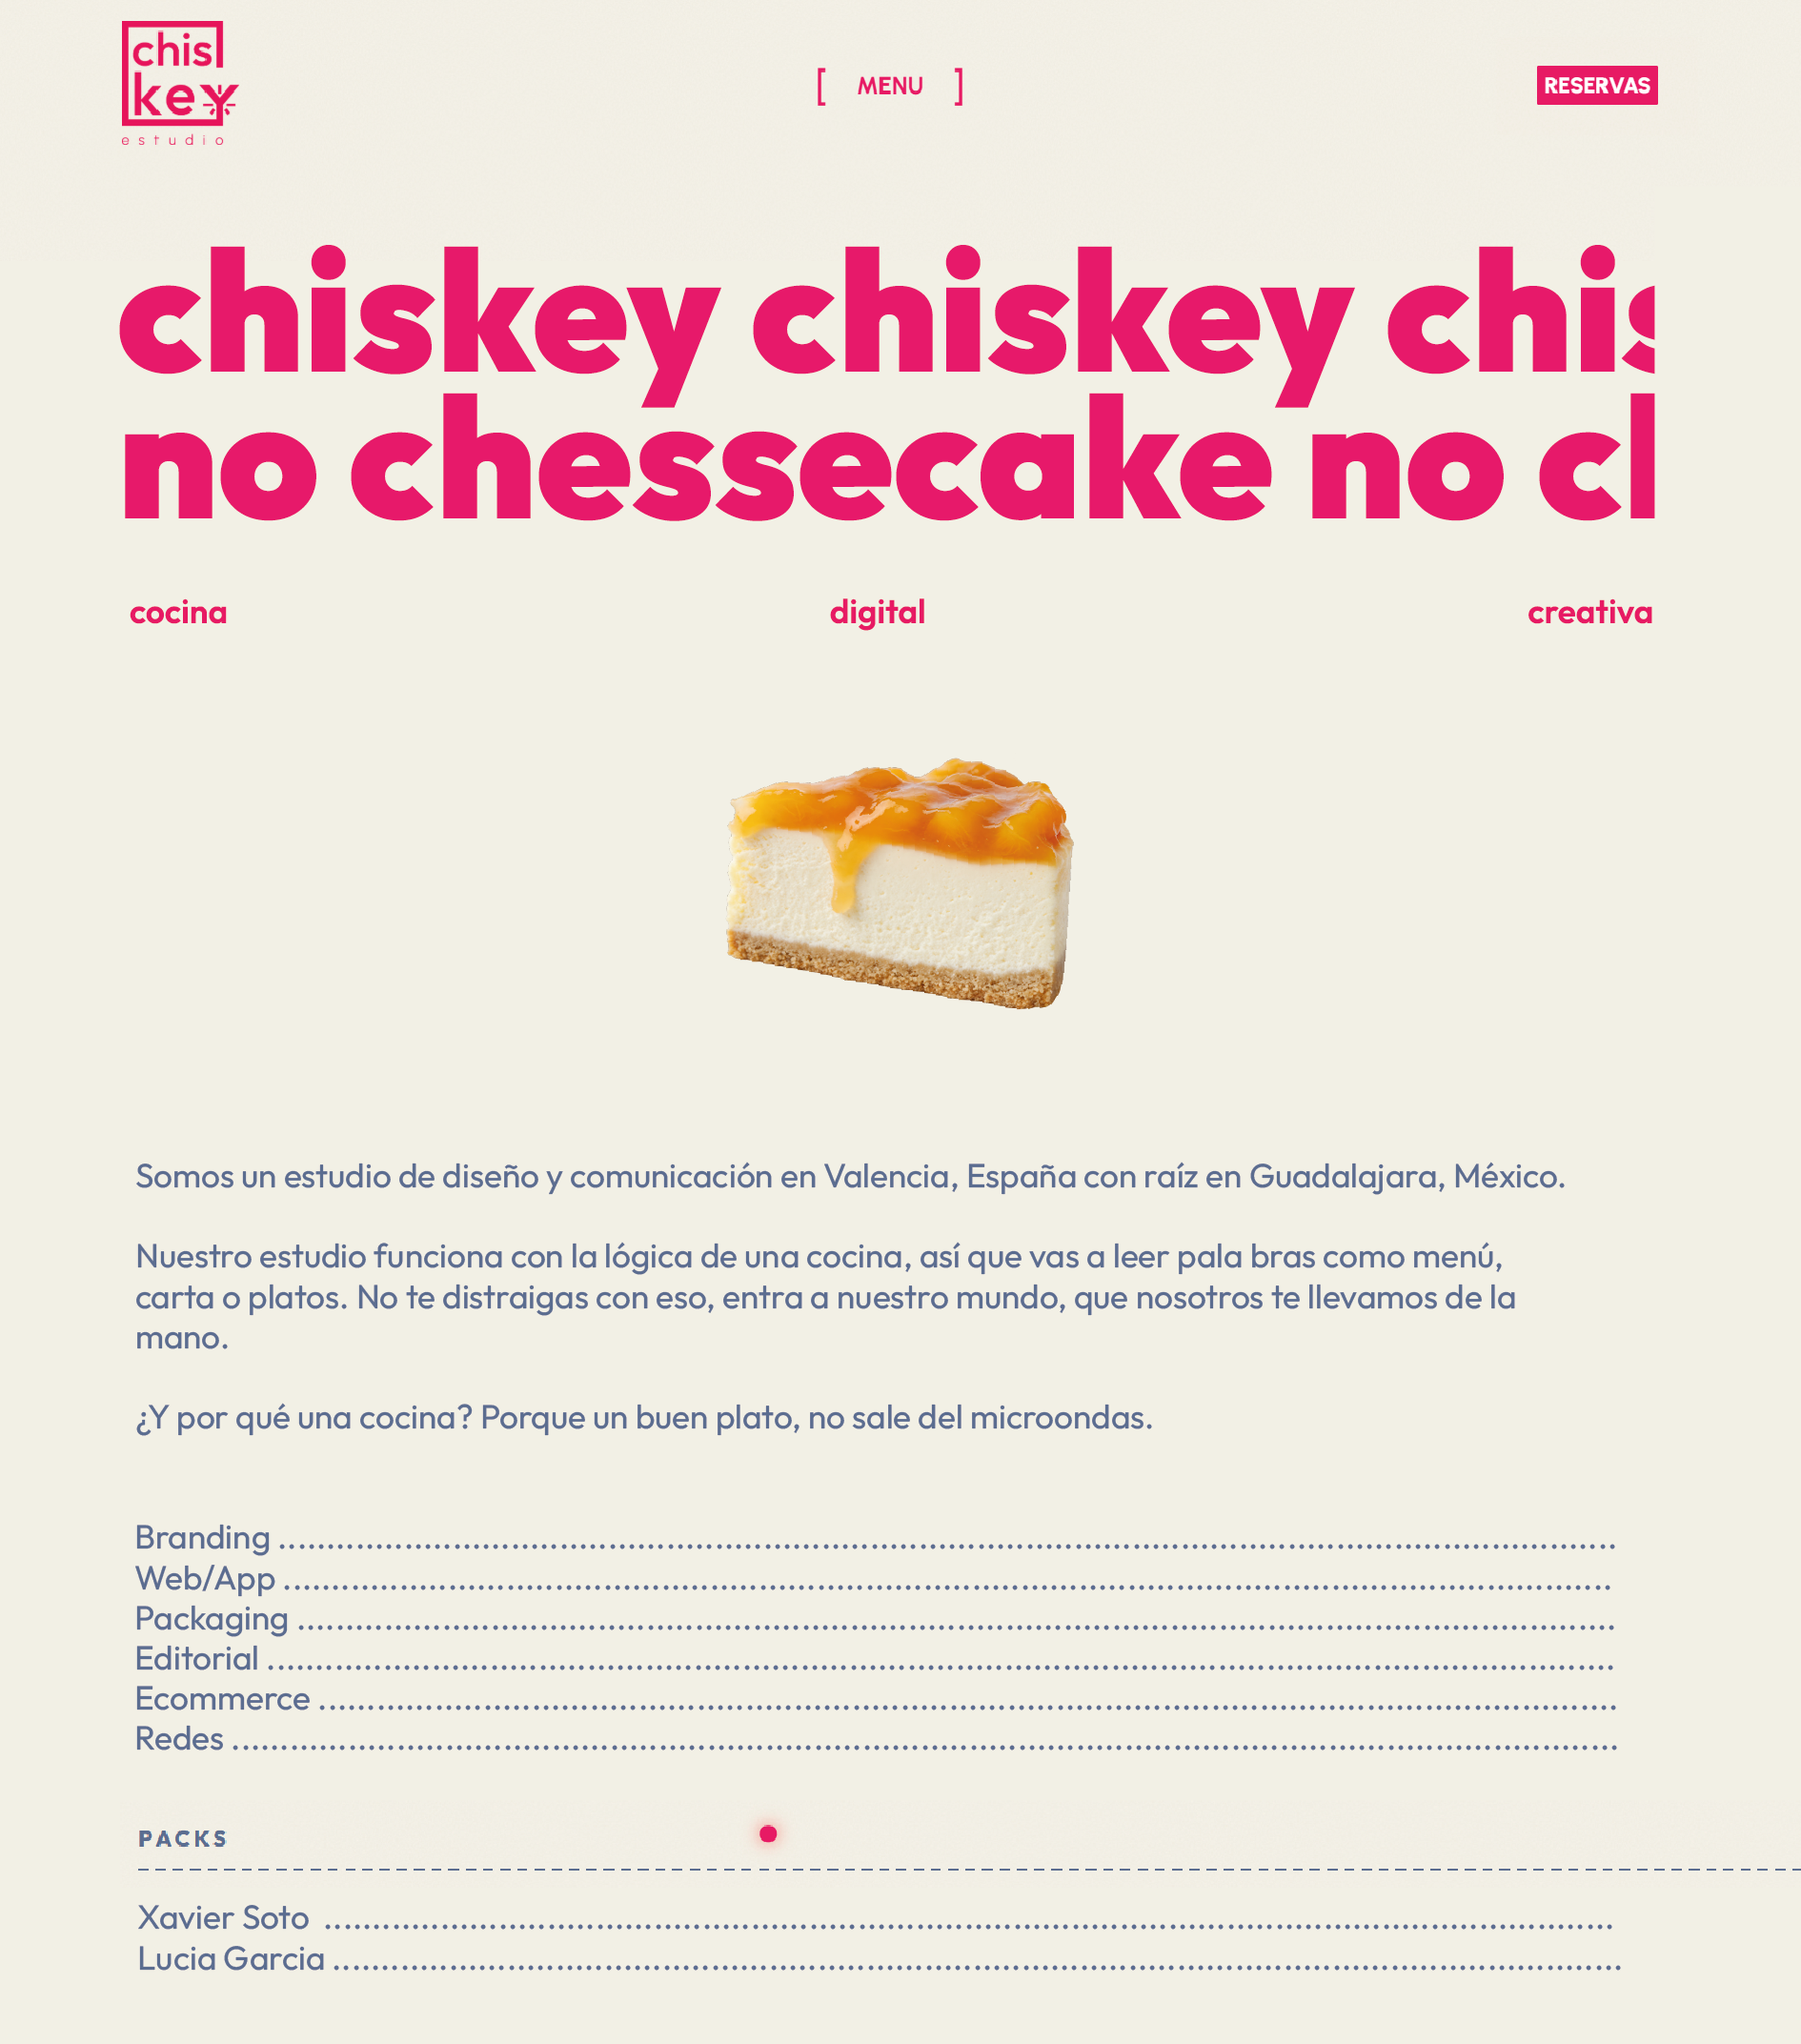 chis
key
estudio
[ MENU ]
RESERVAS
chiskey chiskey chis
no chessecake no cl
cocina digital creativa
Somos un estudio de diseño y comunicación en Valencia, España con raíz en Guadalajara, México.
Nuestro estudio funciona con la lógica de una cocina, así que vas a leer pala bras como menú,
carta o platos. No te distraigas con eso, entra a nuestro mundo, que nosotros te llevamos de la
mano.
¿Y por qué una cocina? Porque un buen plato, no sale del microondas.
Branding ........................................................................
Web/App ........................................................................
Packaging ........................................................................
Editorial ........................................................................
Ecommerce ........................................................................
Redes ........................................................................
PACKS
Xavier Soto ........................................................................
Lucia Garcia ........................................................................